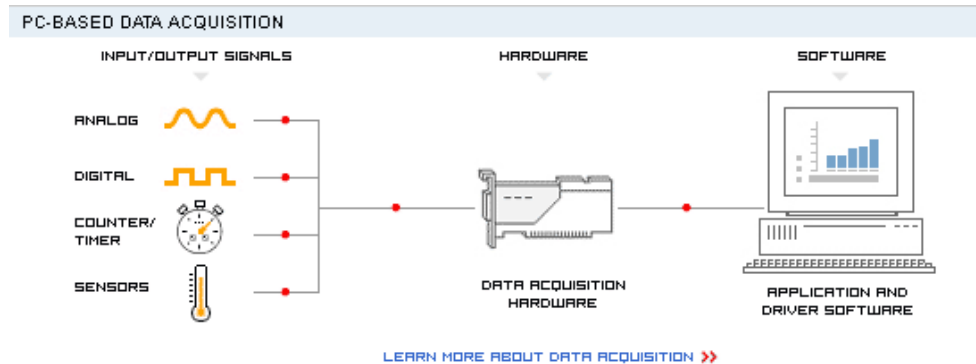 PC-BASED DATA ACQUISITION
INPUT/OUTPUT SIGNALS
HARDWARE
SOFTWARE
ANALOG
DIGITAL
COUNTER/
TIMER
SENSORS
DATA ACQUISITION
HARDWARE
APPLICATION AND
DRIVER SOFTWARE
LEARN MORE ABOUT DATA ACQUISITION >>